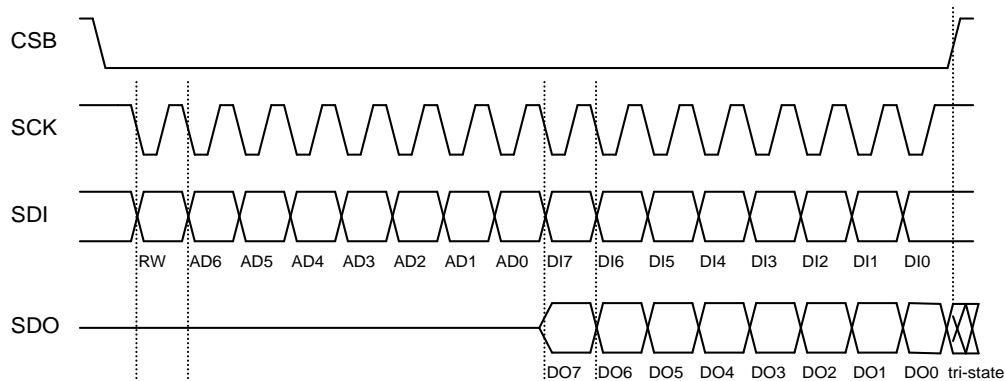 CSB
SCK
SDI
RW AD6 AD5 AD4 AD3 AD2 AD1 AD0 DI7 DI6 DI5 DI4 DI3 DI2 DI1 DI0
SDO
DO7 DO6 DO5 DO4 DO3 DO2 DO1 DO0 tri-state